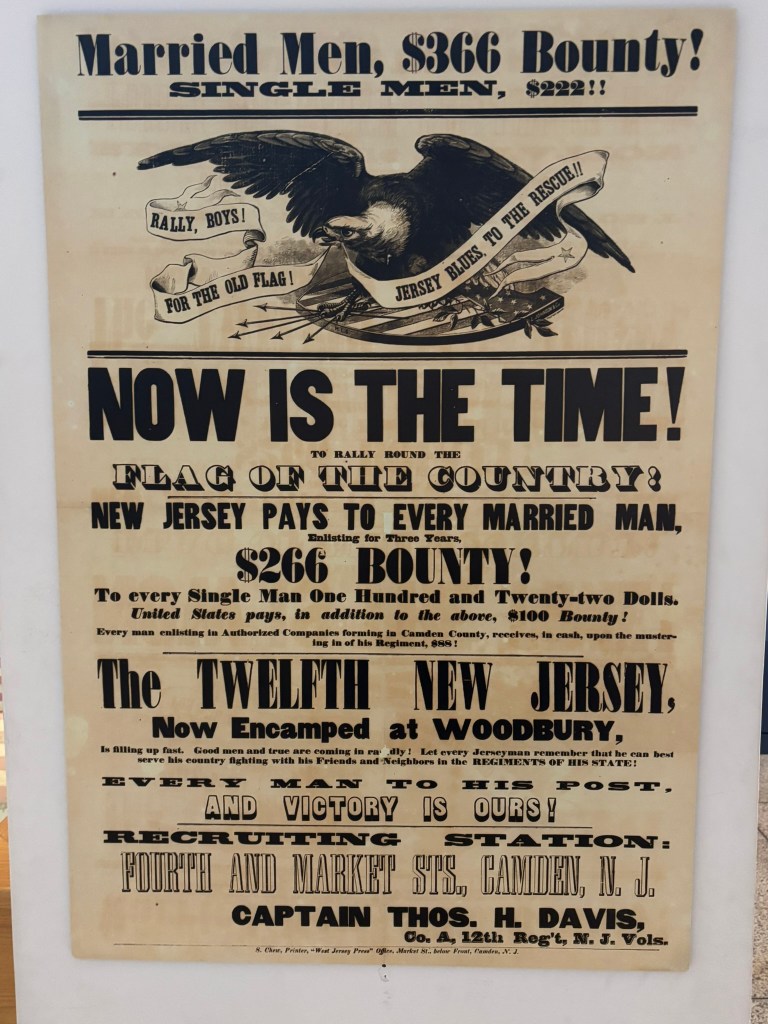 Married Men, $366 Bounty!
SINGLE MEN, $222!!
RALLY, BOYS!
FOR THE OLD FLAG!
JERSEY BLUES, TO THE RESCUE!!
NOW IS THE TIME!
TO RALLY ROUND THE
FLAG OF THE COUNTRY!
NEW JERSEY PAYS TO EVERY MARRIED MAN,
Enlisting for Three Years,
$266 BOUNTY!
To every Single Man One Hundred and Twenty-two Dolls.
United States pays, in addition to the above, $100 Bounty!
Every man enlisting in Authorized Companies forming in Camden County, receives, in cash, upon the muster-
ing in of his Regiment, $88!
The TWELFTH NEW JERSEY,
Now Encamped at WOODBURY,
Is filling up fast. Good men and true are coming in ra dly! Let every Jerseyman remember that he can best
serve his country fighting with his Friends and Neighbors in the REGIMENTS OF HIS STATE!
EVERY MAN TO HIS POST,
AND VICTORY IS OURS!
RECRUITING STATION:
FOURTH AND MARKET STS., CAMDEN, N. J.
CAPTAIN THOS. H. DAVIS,
Co. A, 12th Reg't, N. J. Vols.
S. Chew, Printer, "West Jersey Press" Office, Market St., below Front, Camden, N. J.